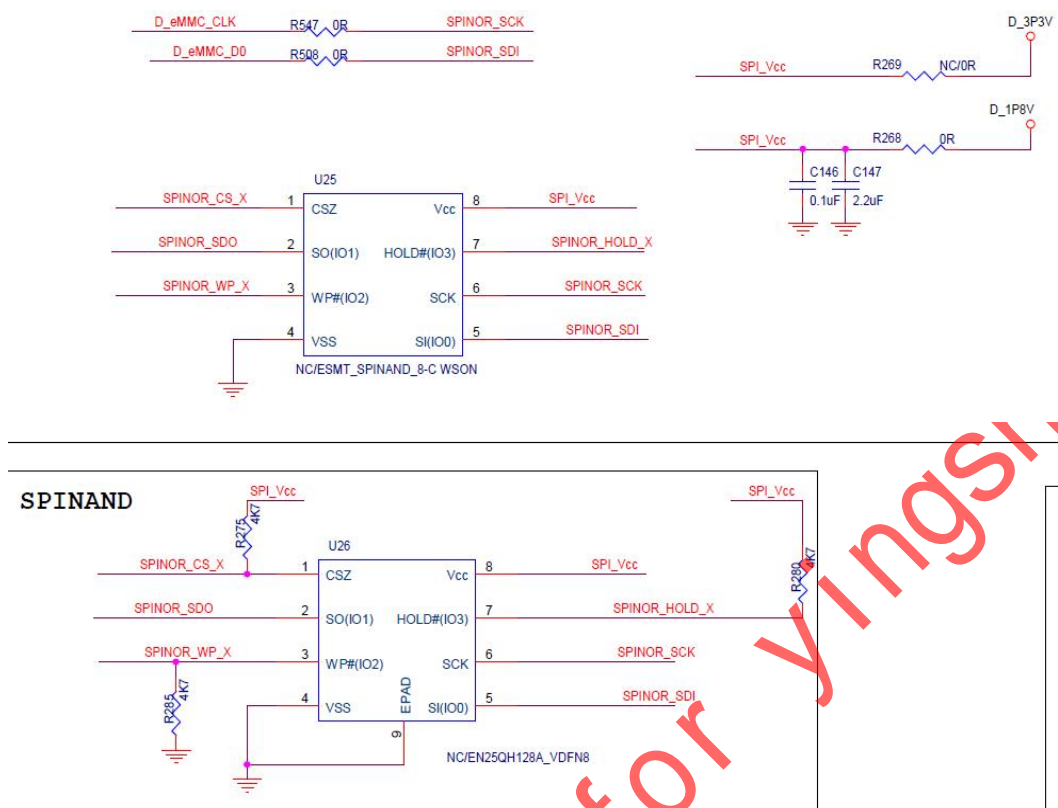 D_eMMC_CLK R547 0R SPINOR_SCK
D_eMMC_D0 R508 0R SPINOR_SDI
D_3P3V
SPI_Vcc R269 NC/0R
D_1P8V
SPI_Vcc R268 0R
C146 C147
0.1uF 2.2uF
U25
SPINOR_CS_X 1 CSZ Vcc 8 SPI_Vcc
SPINOR_SDO 2 SO(IO1) HOLD#(IO3) 7 SPINOR_HOLD_X
SPINOR_WP_X 3 WP#(IO2) SCK 6 SPINOR_SCK
4 VSS SI(IO0) 5 SPINOR_SDI
NC/ESMT_SPINAND_8-C WSON
SPINAND
SPI_Vcc
R275 4K7
SPI_Vcc
R280 4K7
U26
SPINOR_CS_X 1 CSZ Vcc 8 SPI_Vcc
SPINOR_SDO 2 SO(IO1) HOLD#(IO3) 7 SPINOR_HOLD_X
SPINOR_WP_X 3 WP#(IO2) SCK 6 SPINOR_SCK
4 VSS EPAD SI(IO0) 5 SPINOR_SDI
R285 4K7
9
NC/EN25QH128A_VDFN8
for yingsh